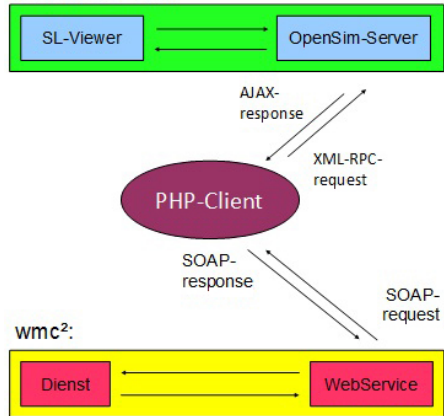 SL-Viewer
OpenSim-Server
AJAX-
response
XML-RPC-
request
PHP-Client
SOAP-
response
SOAP-
request
wmc²:
Dienst
WebService